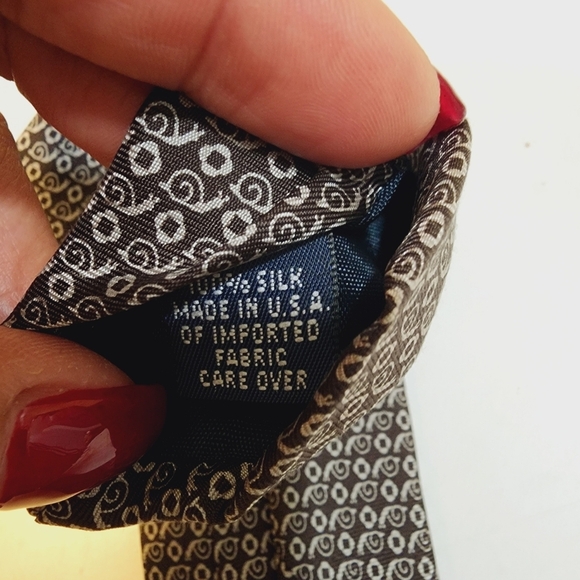 100% SILK
MADE IN U.S.A.
OF IMPORTED
FABRIC
CARE OVER